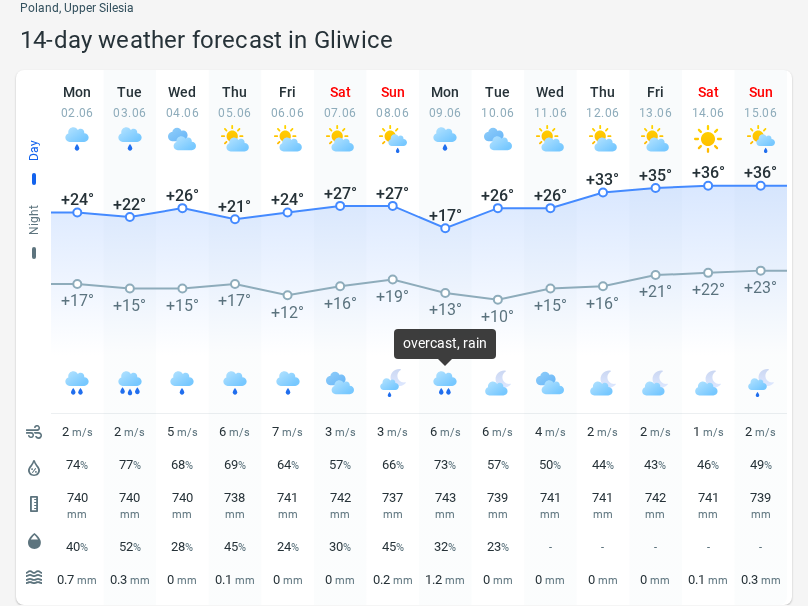 Poland, Upper Silesia
14-day weather forecast in Gliwice
Mon Tue Wed Thu Fri Sat Sun Mon Tue Wed Thu Fri Sat Sun
02.06 03.06 04.06 05.06 06.06 07.06 08.06 09.06 10.06 11.06 12.06 13.06 14.06 15.06
Day
+24° +22° +26° +21° +24° +27° +27° +17° +26° +26° +33° +35° +36° +36°
Night
+17° +15° +15° +17° +12° +16° +19° +13° +10° +15° +16° +21° +22° +23°
overcast, rain
2 m/s 2 m/s 5 m/s 6 m/s 7 m/s 3 m/s 3 m/s 6 m/s 6 m/s 4 m/s 2 m/s 2 m/s 1 m/s 2 m/s
74% 77% 68% 69% 64% 57% 66% 73% 57% 50% 44% 43% 46% 49%
740 740 740 738 741 742 737 743 739 741 741 742 741 739
mm mm mm mm mm mm mm mm mm mm mm mm mm mm
40% 52% 28% 45% 24% 30% 45% 32% 23% - - - - -
0.7 mm 0.3 mm 0 mm 0.1 mm 0 mm 0 mm 0.2 mm 1.2 mm 0 mm 0 mm 0 mm 0 mm 0.1 mm 0.3 mm